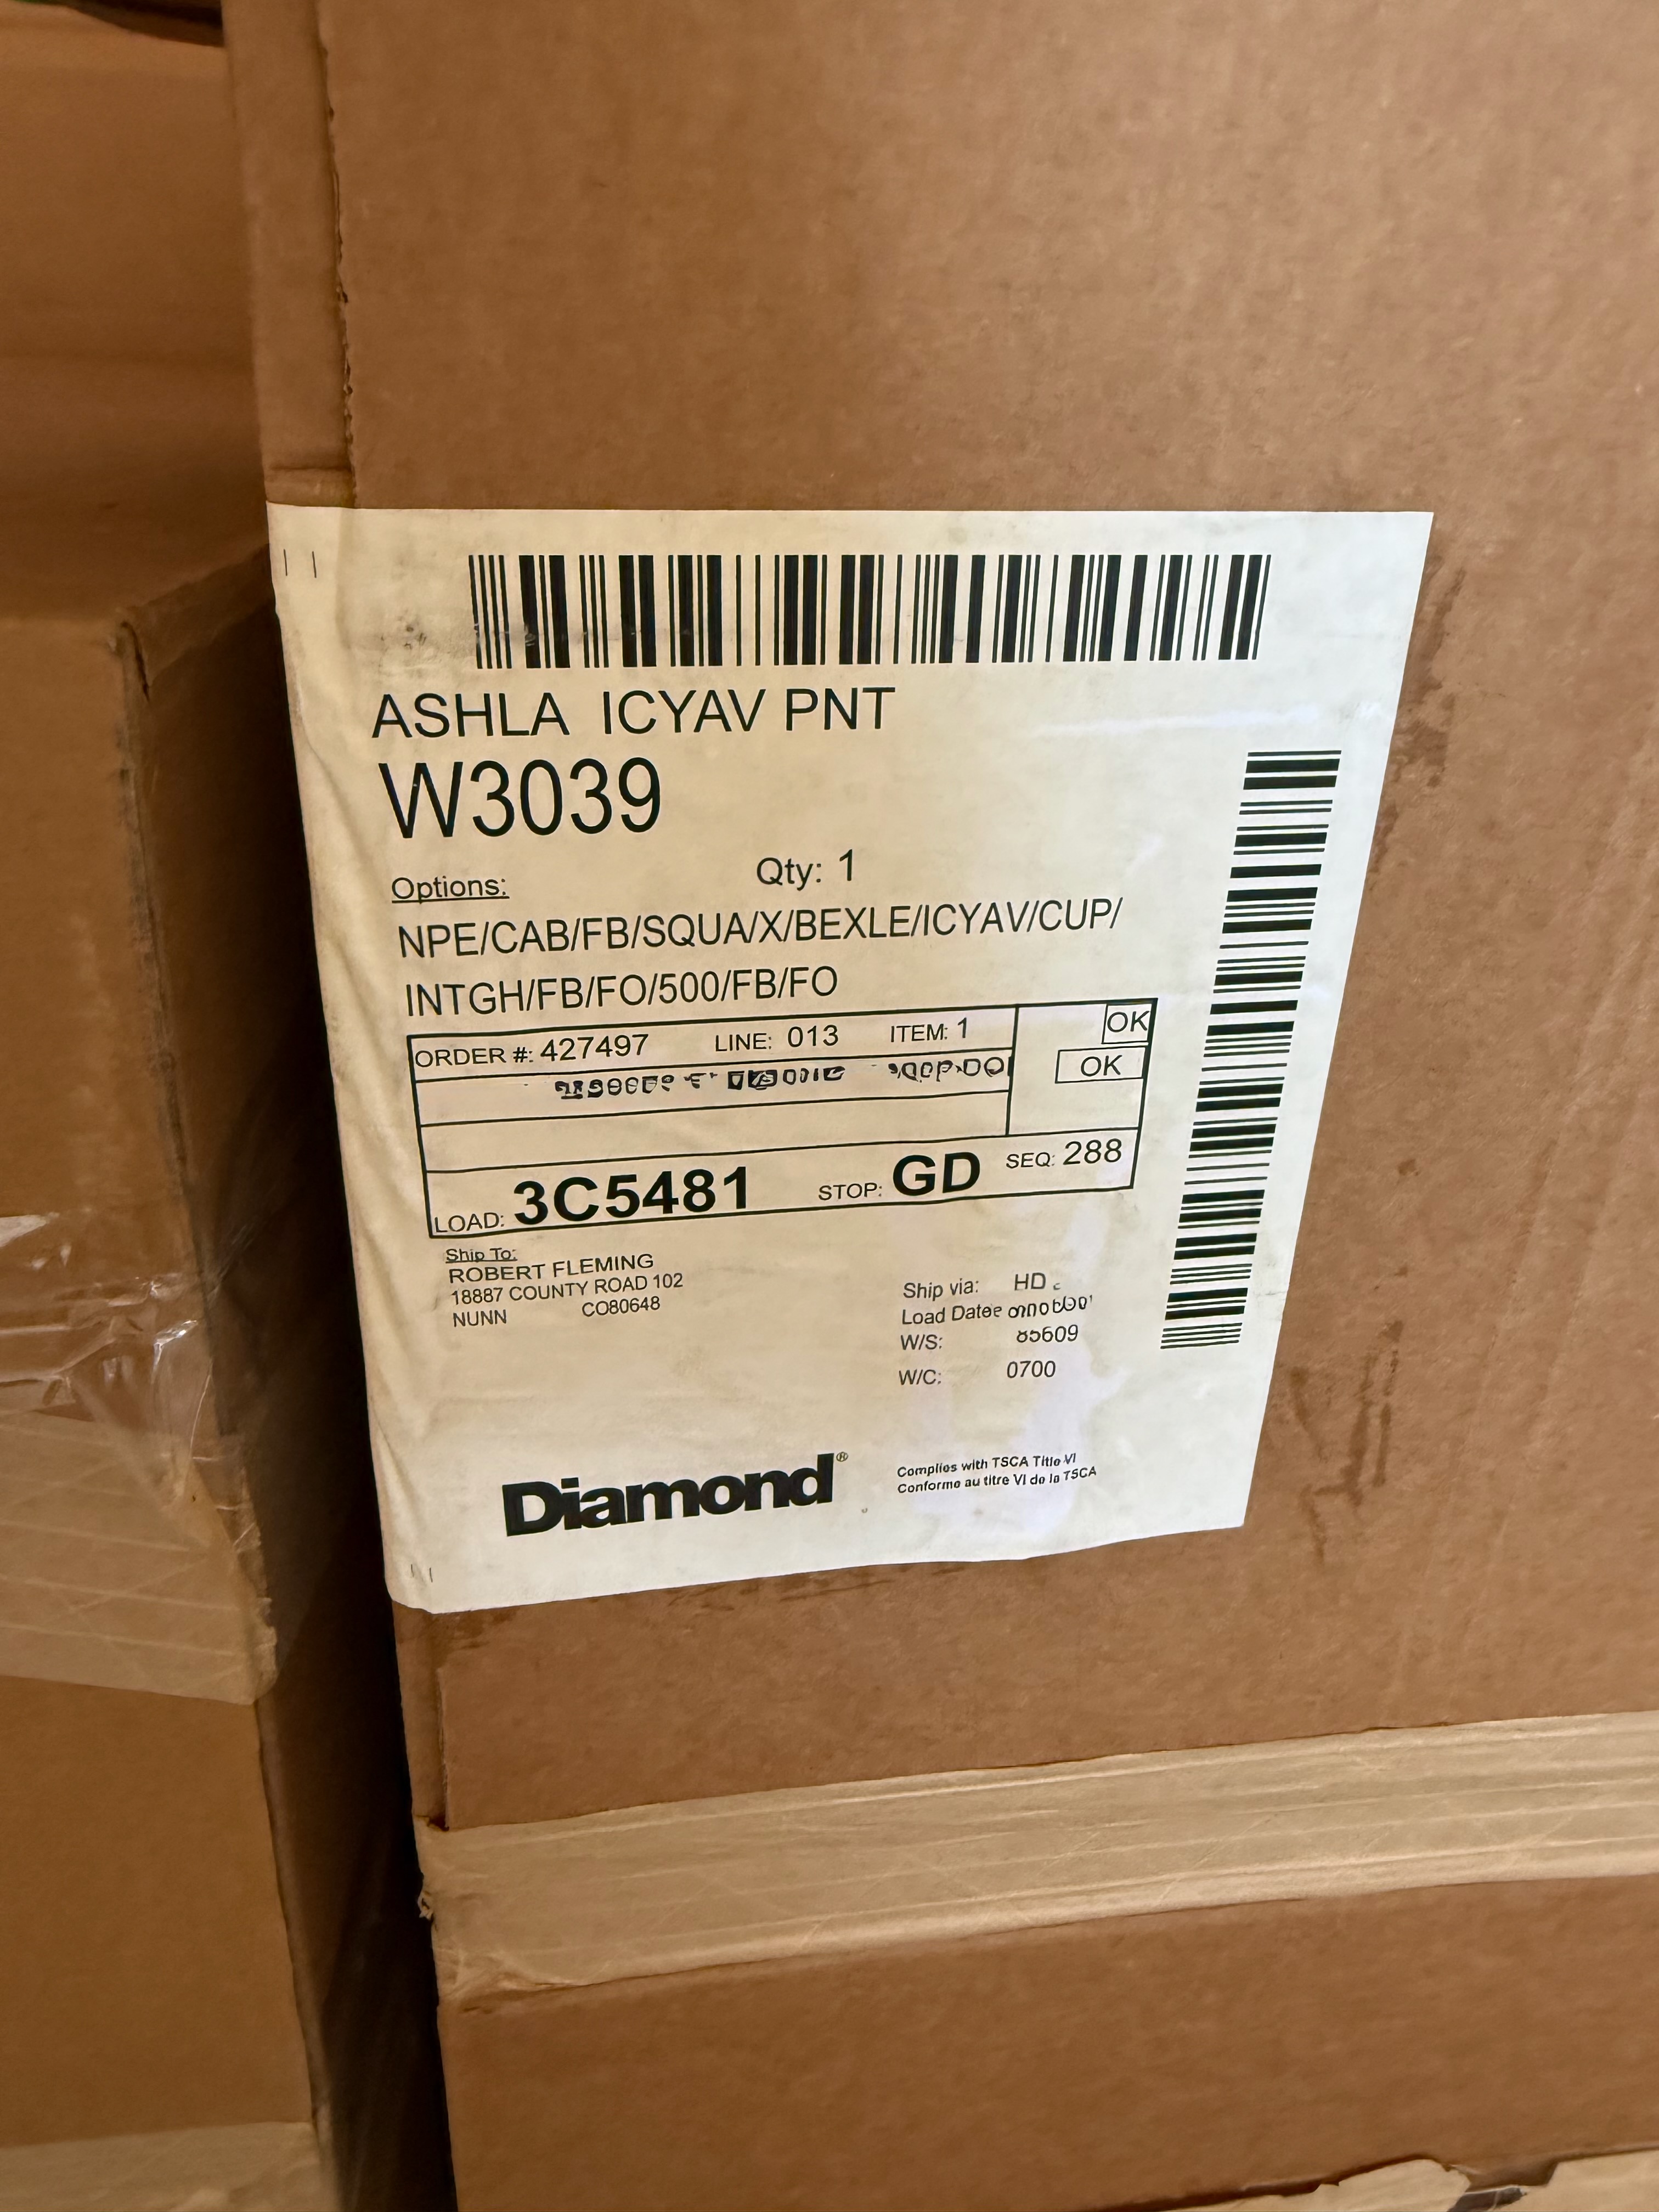 ASHLA ICYAV PNT
W3039
Options: Qty: 1
NPE/CAB/FB/SQUA/X/BEXLE/ICYAV/CUP/
INTGH/FB/FO/500/FB/FO
ORDER #: 427497 LINE: 013 ITEM: 1 OK
OK
LOAD: 3C5481 STOP: GD SEQ: 288
Ship To:
ROBERT FLEMING
18887 COUNTY ROAD 102
NUNN CO80648
Ship via: HD
Load Date
W/S:
W/C: 0700
Diamond®
Complies with TSCA Title VI
Conforme au titre VI de la TSCA